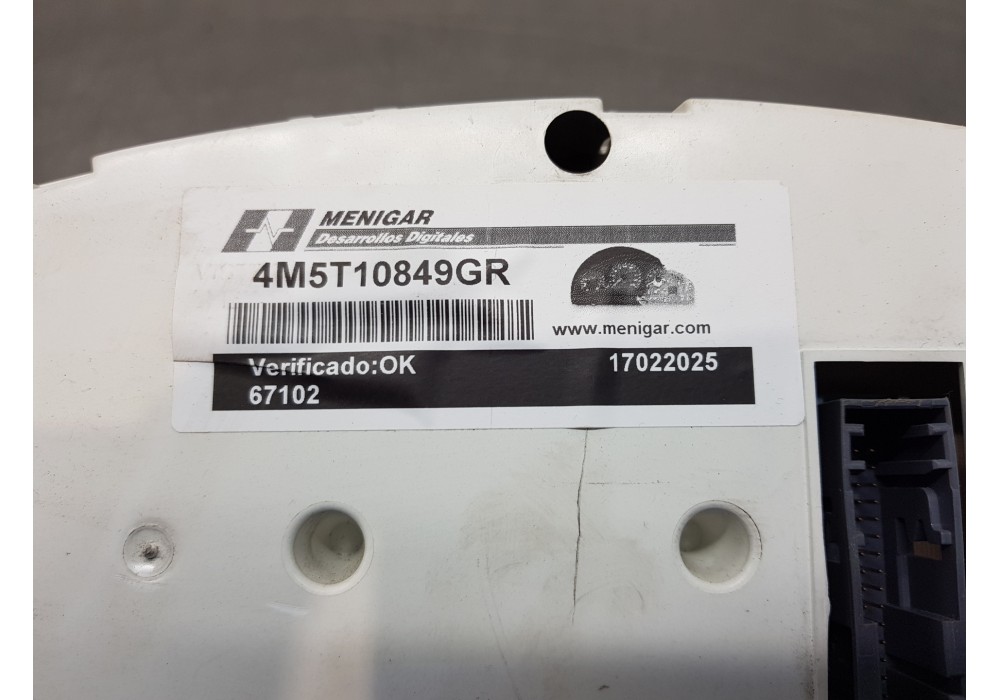 MENIGAR
Desarrollos Digitales
4M5T10849GR
www.menigar.com
Verificado:OK
17022025
67102